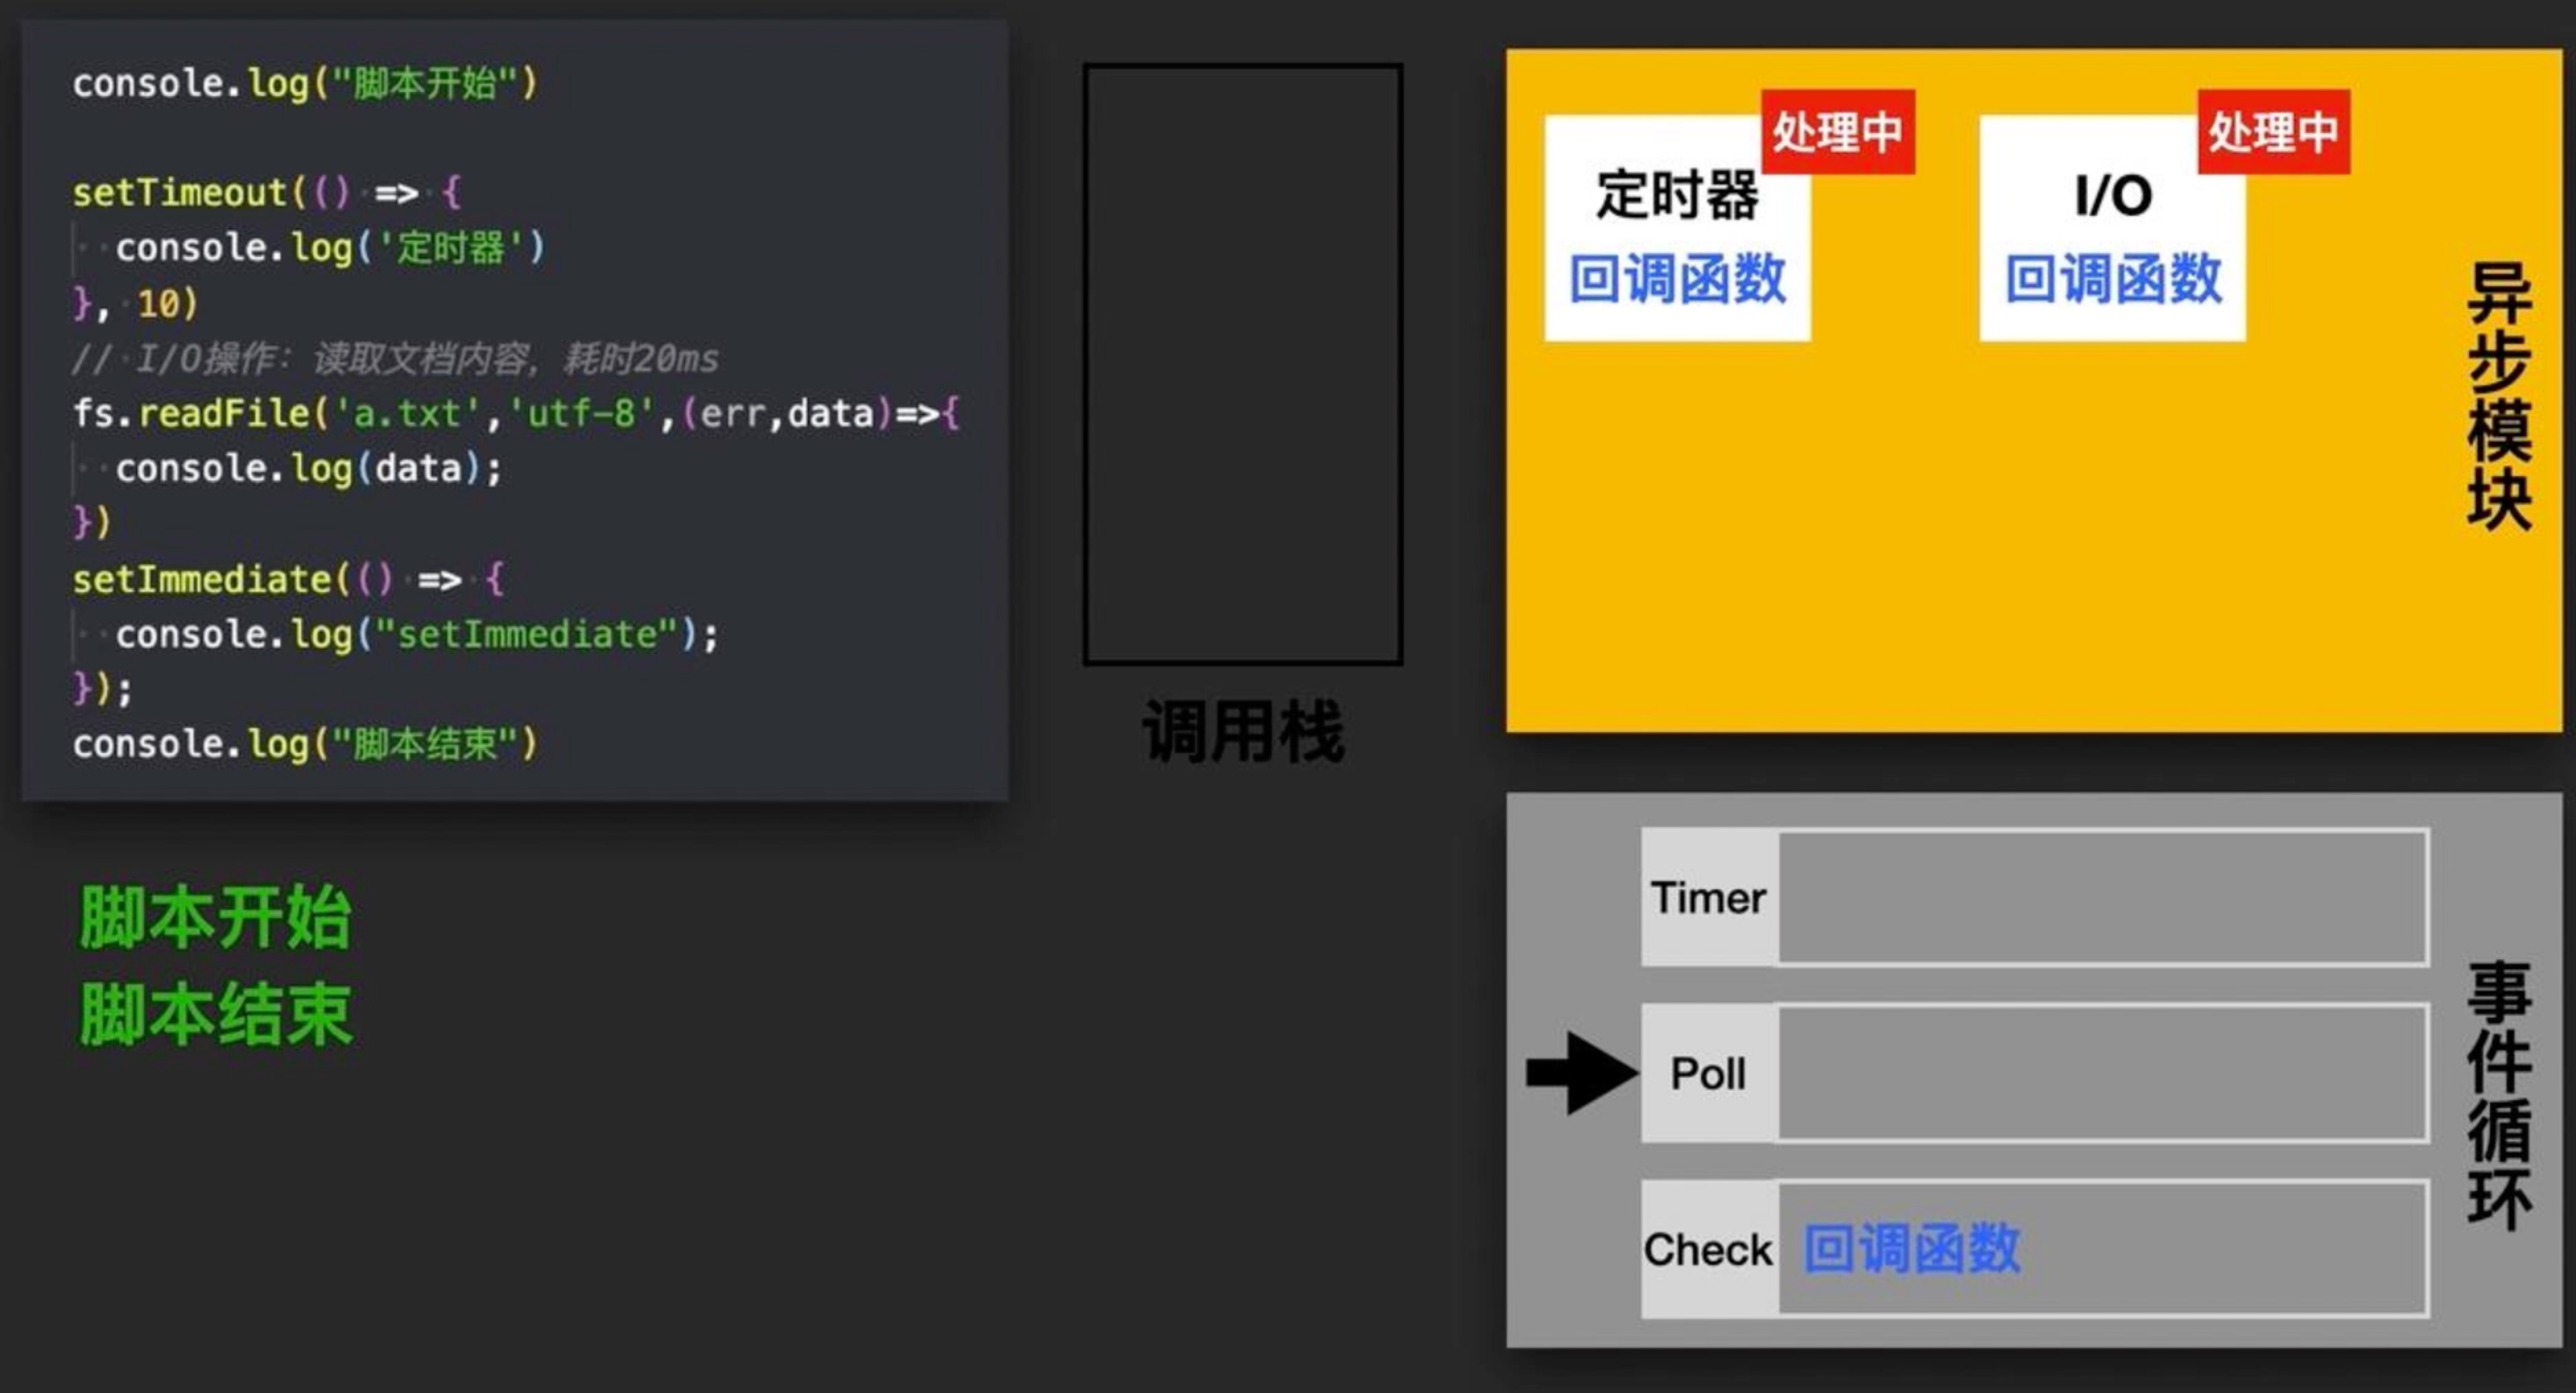 console.log("脚本开始")
setTimeout(() => {
console.log('定时器')
}, 10)
// I/O操作：读取文档内容，耗时20ms
fs.readFile('a.txt','utf-8',(err,data)=>{
console.log(data);
})
setImmediate(() => {
console.log("setImmediate");
});
console.log("脚本结束")
脚本开始
脚本结束
调用栈
处理中
定时器
回调函数
处理中
I/O
回调函数
异步模块
Timer
Poll
Check
回调函数
事件循环